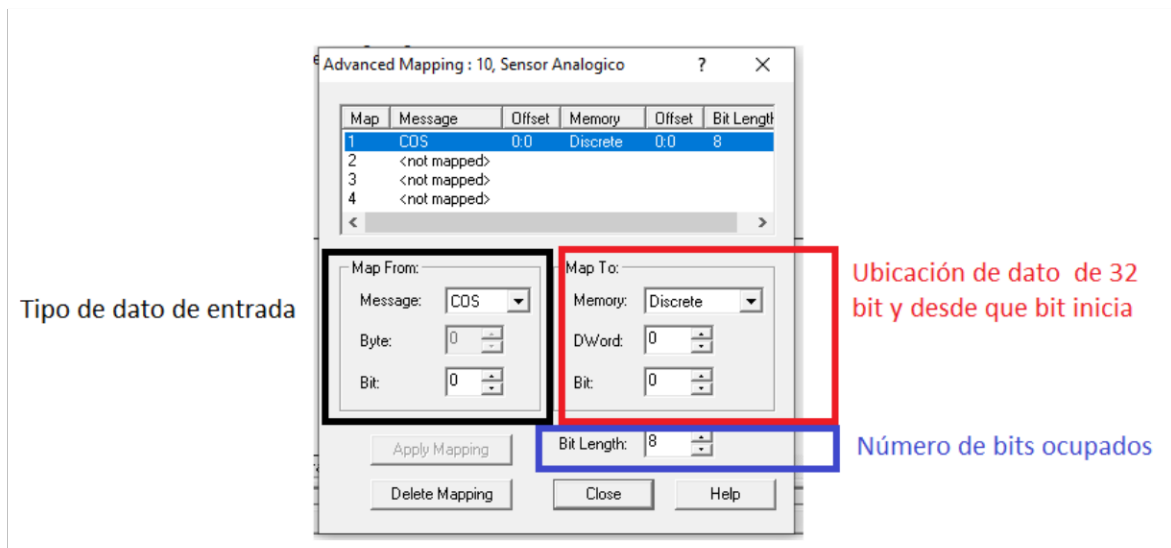 Advanced Mapping : 10, Sensor Analogico ? ×
Map Message Offset Memory Offset Bit Length
1 COS 0:0 Discrete 0:0 8
2 <not mapped>
3 <not mapped>
4 <not mapped>
Map From:
Message: COS
Byte: 0
Bit: 0
Map To:
Memory: Discrete
DWord: 0
Bit: 0
Tipo de dato de entrada
Ubicación de dato de 32
bit y desde que bit inicia
Bit Length: 8
Número de bits ocupados
Apply Mapping
Delete Mapping Close Help